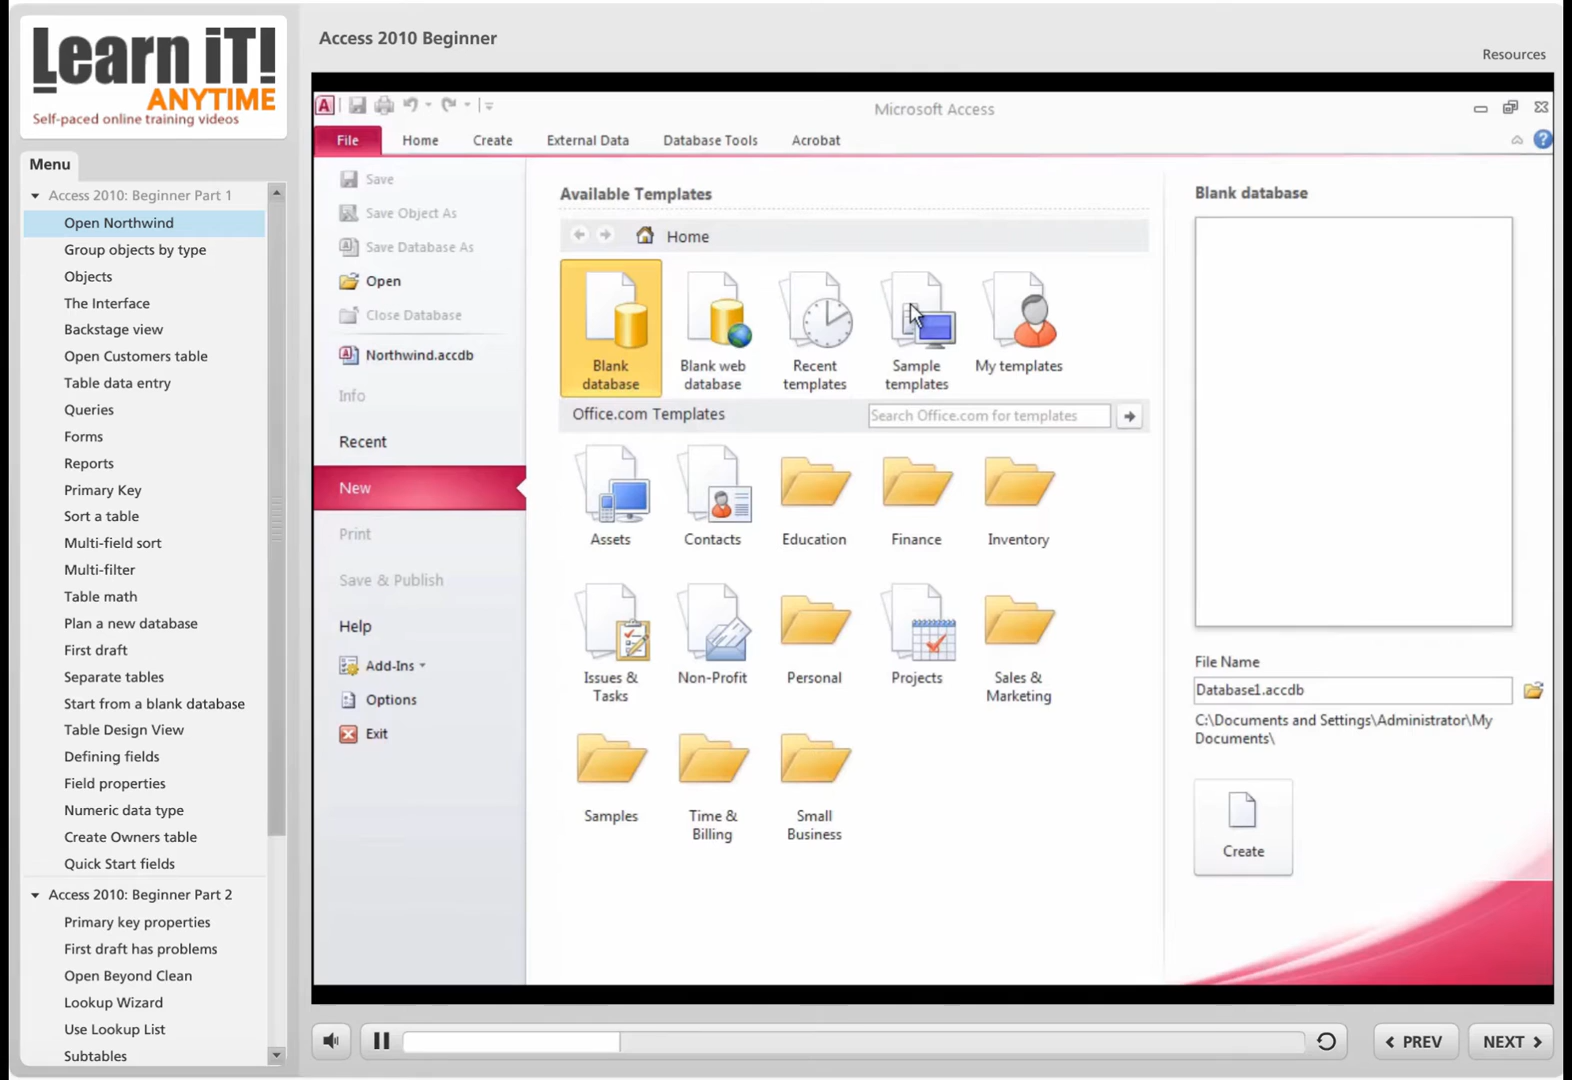 Learn iT!
ANYTIME
Self-paced online training videos
Access 2010 Beginner
Resources
Menu
Access 2010: Beginner Part 1
Open Northwind
Group objects by type
Objects
The Interface
Backstage view
Open Customers table
Table data entry
Queries
Forms
Reports
Primary Key
Sort a table
Multi-field sort
Multi-filter
Table math
Plan a new database
First draft
Separate tables
Start from a blank database
Table Design View
Defining fields
Field properties
Numeric data type
Create Owners table
Quick Start fields
Access 2010: Beginner Part 2
Primary key properties
First draft has problems
Open Beyond Clean
Lookup Wizard
Use Lookup List
Subtables
A
Microsoft Access
File
Home
Create
External Data
Database Tools
Acrobat
?
Save
Save Object As
Save Database As
Open
Close Database
Northwind.accdb
Info
Recent
New
Print
Save & Publish
Help
Add-Ins
Options
Exit
Available Templates
Home
Blank
database
Blank web
database
Recent
templates
Sample
templates
My templates
Office.com Templates
Search Office.com for templates
Assets
Contacts
Education
Finance
Inventory
Issues &
Tasks
Non-Profit
Personal
Projects
Sales &
Marketing
Samples
Time &
Billing
Small
Business
Blank database
File Name
Database1.accdb
C:\Documents and Settings\Administrator\My
Documents\
Create
PREV
NEXT